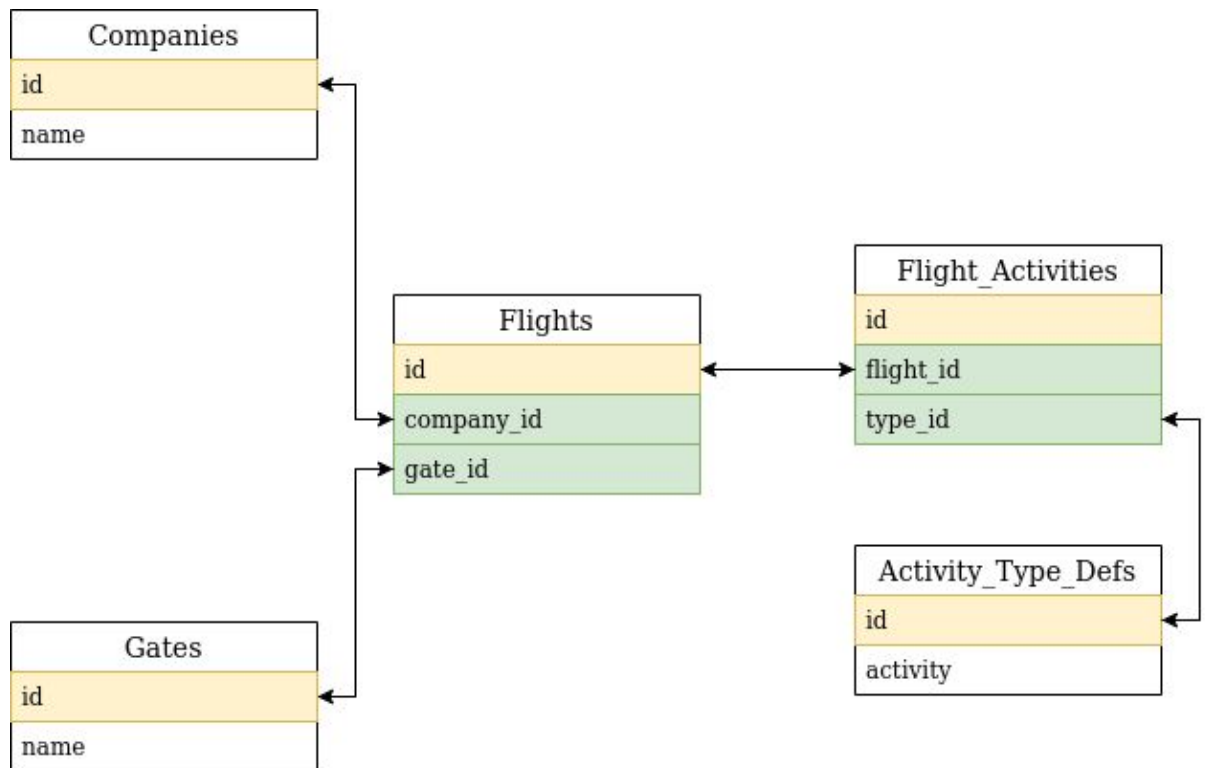 Companies
id
name
Flights
id
company_id
gate_id
Flight_Activities
id
flight_id
type_id
Activity_Type_Defs
id
activity
Gates
id
name